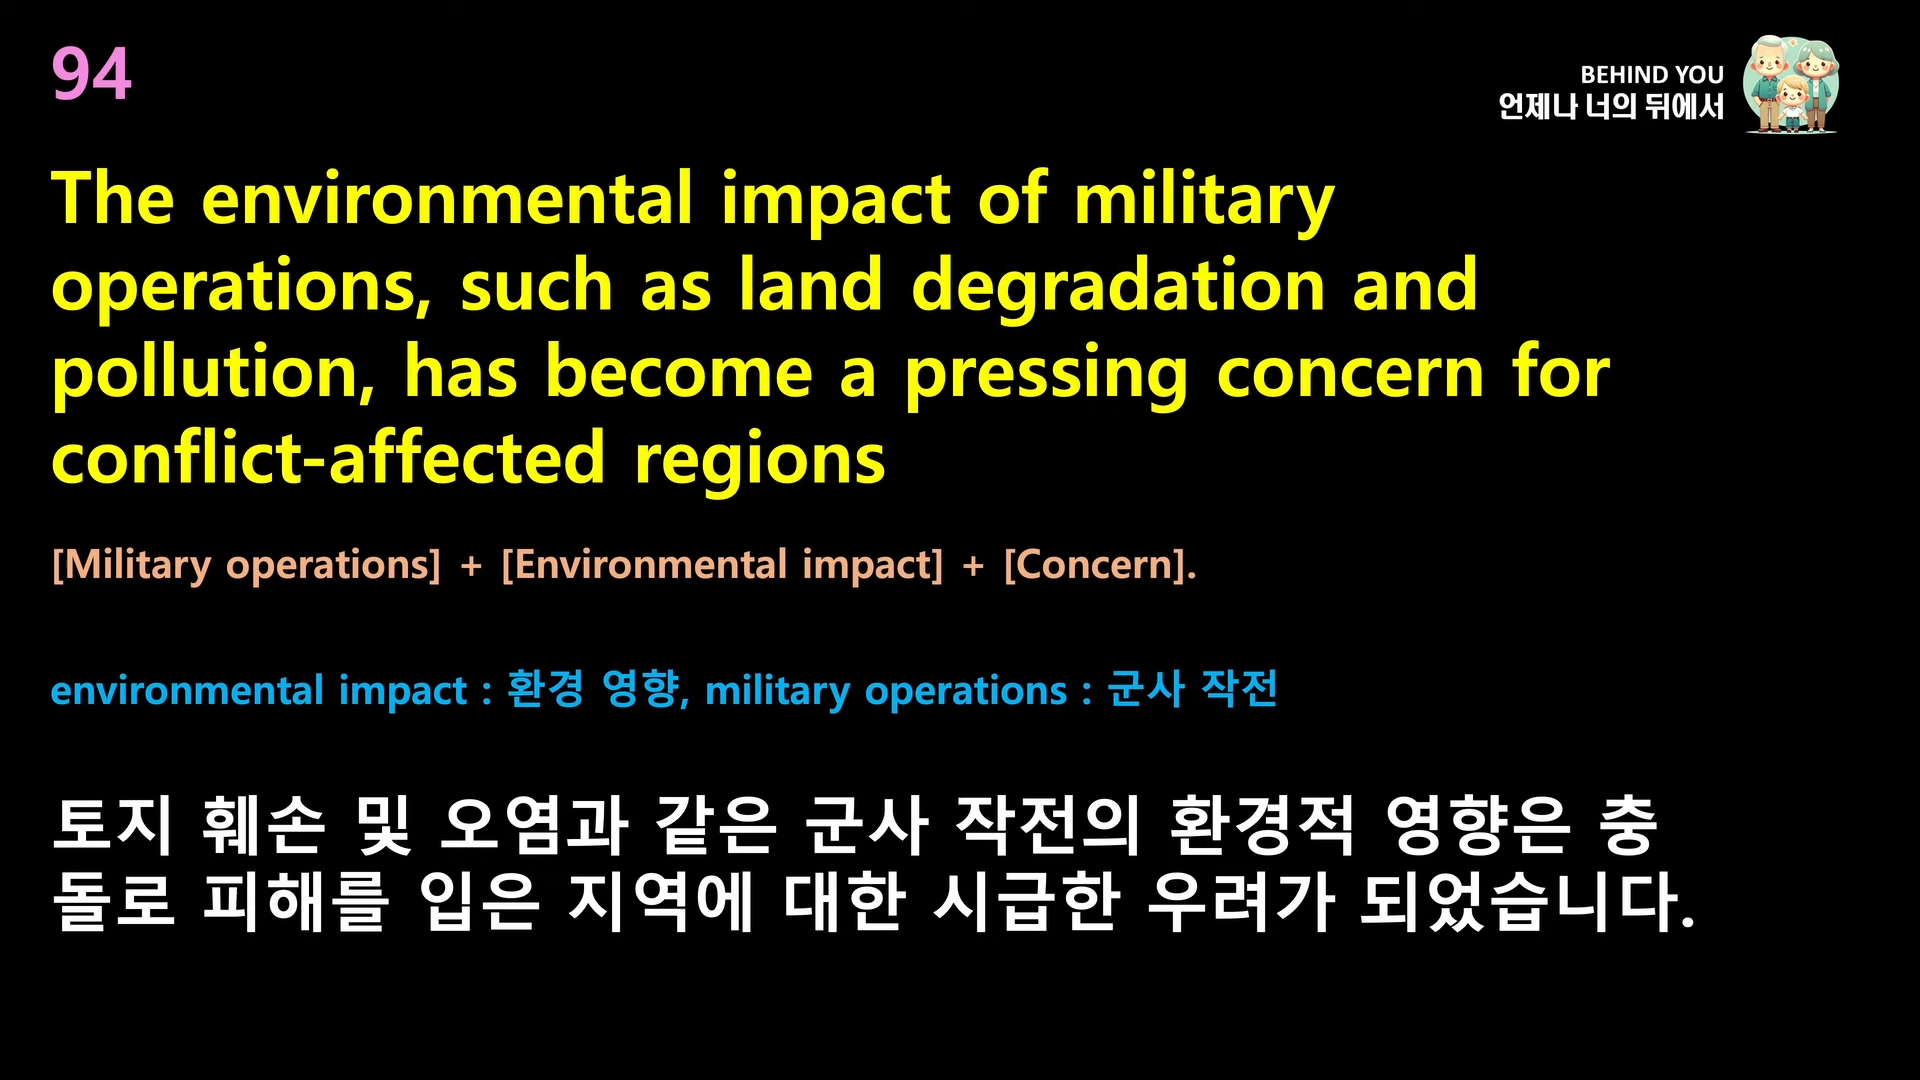 94
BEHIND YOU
언제나 너의 뒤에서
The environmental impact of military
operations, such as land degradation and
pollution, has become a pressing concern for
conflict-affected regions
[Military operations] + [Environmental impact] + [Concern].
environmental impact : 환경 영향, military operations : 군사 작전
토지 훼손 및 오염과 같은 군사 작전의 환경적 영향은 충
돌로 피해를 입은 지역에 대한 시급한 우려가 되었습니다.